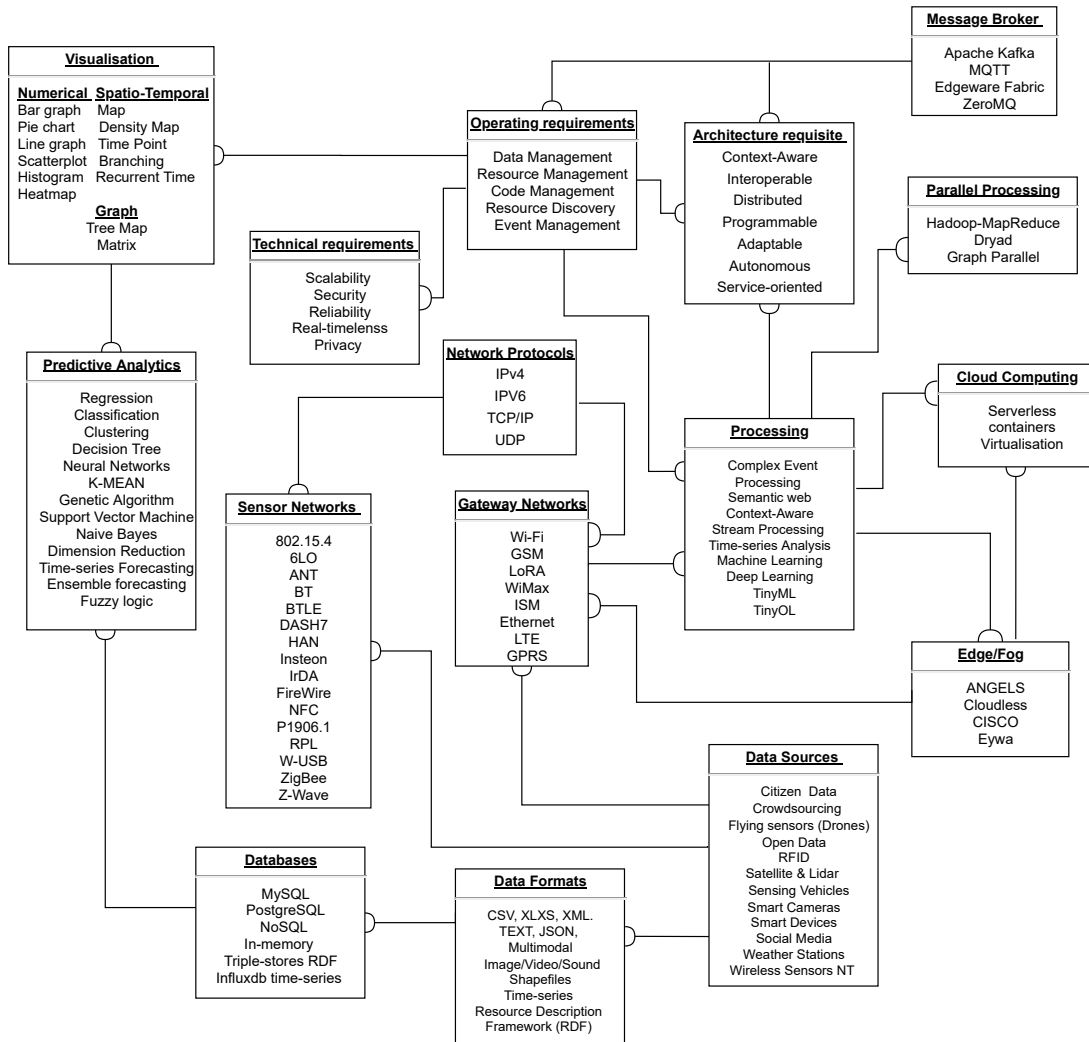 Message Broker
Apache Kafka
MQTT
Edgeware Fabric
ZeroMQ
Visualisation
Numerical Spatio-Temporal
Bar graph Map
Pie chart Density Map
Line graph Time Point
Scatterplot Branching
Histogram Recurrent Time
Heatmap
Graph
Tree Map
Matrix
Operating requirements
Data Management
Resource Management
Code Management
Resource Discovery
Event Management
Architecture requisite
Context-Aware
Interoperable
Distributed
Programmable
Adaptable
Autonomous
Service-oriented
Parallel Processing
Hadoop-MapReduce
Dryad
Graph Parallel
Technical requirements
Scalability
Security
Reliability
Real-timelenss
Privacy
Predictive Analytics
Regression
Classification
Clustering
Decision Tree
Neural Networks
K-MEAN
Genetic Algorithm
Support Vector Machine
Naive Bayes
Dimension Reduction
Time-series Forecasting
Ensemble forecasting
Fuzzy logic
Network Protocols
IPv4
IPV6
TCP/IP
UDP
Cloud Computing
Serverless
containers
Virtualisation
Processing
Complex Event
Processing
Semantic web
Context-Aware
Stream Processing
Time-series Analysis
Machine Learning
Deep Learning
TinyML
TinyOL
Sensor Networks
802.15.4
6LO
ANT
BT
BTLE
DASH7
HAN
Insteon
IrDA
FireWire
NFC
P1906.1
RPL
W-USB
ZigBee
Z-Wave
Gateway Networks
Wi-Fi
GSM
LoRA
WiMax
ISM
Ethernet
LTE
GPRS
Edge/Fog
ANGELS
Cloudless
CISCO
Eywa
Data Sources
Citizen Data
Crowdsourcing
Flying sensors (Drones)
Open Data
RFID
Satellite & Lidar
Sensing Vehicles
Smart Cameras
Smart Devices
Social Media
Weather Stations
Wireless Sensors NT
Databases
MySQL
PostgreSQL
NoSQL
In-memory
Triple-stores RDF
Influxdb time-series
Data Formats
CSV, XLXS, XML.
TEXT, JSON,
Multimodal
Image/Video/Sound
Shapefiles
Time-series
Resource Description
Framework (RDF)